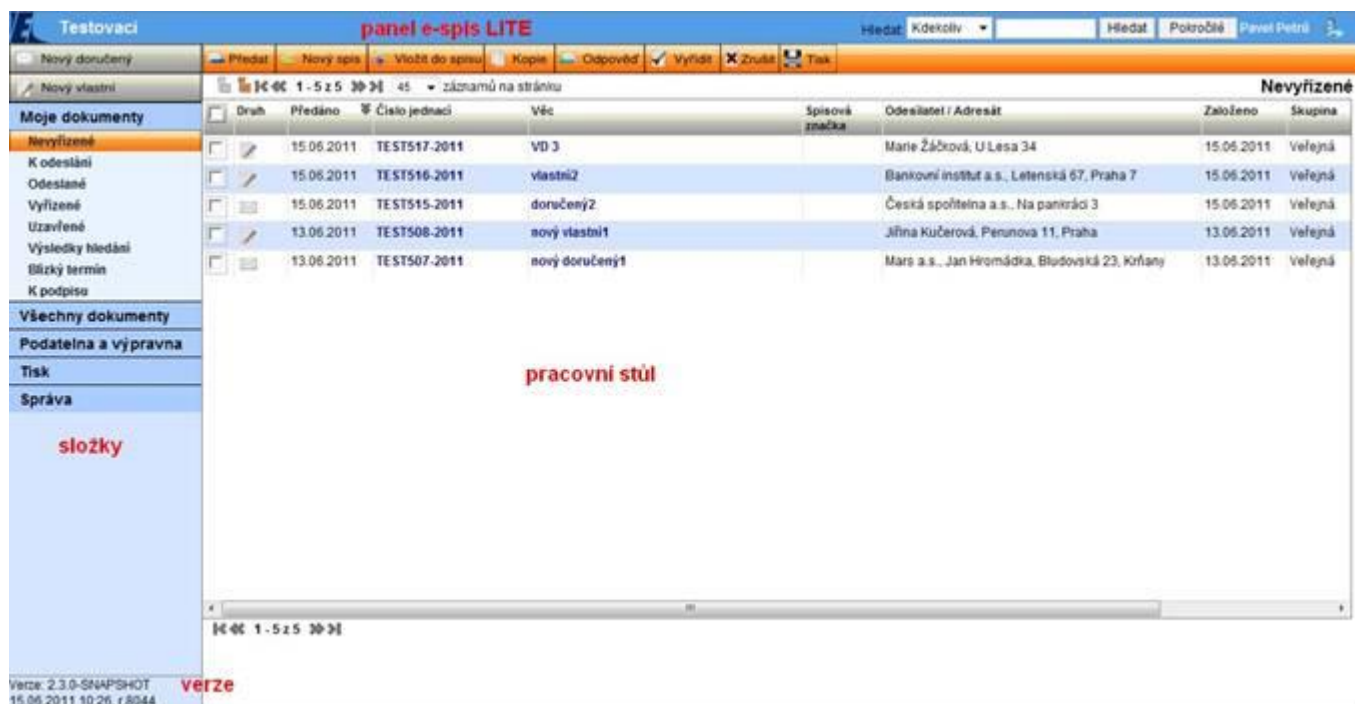 Testovací panel e-spis LITE Hledat Kdekoliv Hledat Pokročilé Pavel Petrů
Nový doručený Předat Nový spis Vložit do spisu Kopie Odpověď Vyřídit Zrušit Tisk
Nový vlastní 1 - 5 z 5 45 záznamů na stránku Nevyřízené
Moje dokumenty Druh Předáno Číslo jednací Věc Spisová značka Odesílatel / Adresát Založeno Skupina
Nevyřízené
K odeslání
Odeslané
Vyřízené
Uzavřené
Výsledky hledání
Blízký termín
K podpisu
Všechny dokumenty
Podatelna a výpravna
Tisk
Správa
složky
15.06.2011 TEST517-2011 VD 3 Marie Žáčková, U Lesa 34 15.06.2011 Veřejná
15.06.2011 TEST516-2011 vlastní2 Bankovní institut a.s., Letenská 67, Praha 7 15.06.2011 Veřejná
15.06.2011 TEST515-2011 doručený2 Česká spořitelna a.s., Na pankráci 3 15.06.2011 Veřejná
13.06.2011 TEST508-2011 nový vlastní1 Jiřina Kučerová, Perunova 11, Praha 13.06.2011 Veřejná
13.06.2011 TEST507-2011 nový doručený1 Mars a.s., Jan Hromádka, Bludovská 23, Krňany 13.06.2011 Veřejná
pracovní stůl
1 - 5 z 5
Verze: 2.3.0-SNAPSHOT verze
15.06.2011 10:26, r.8044